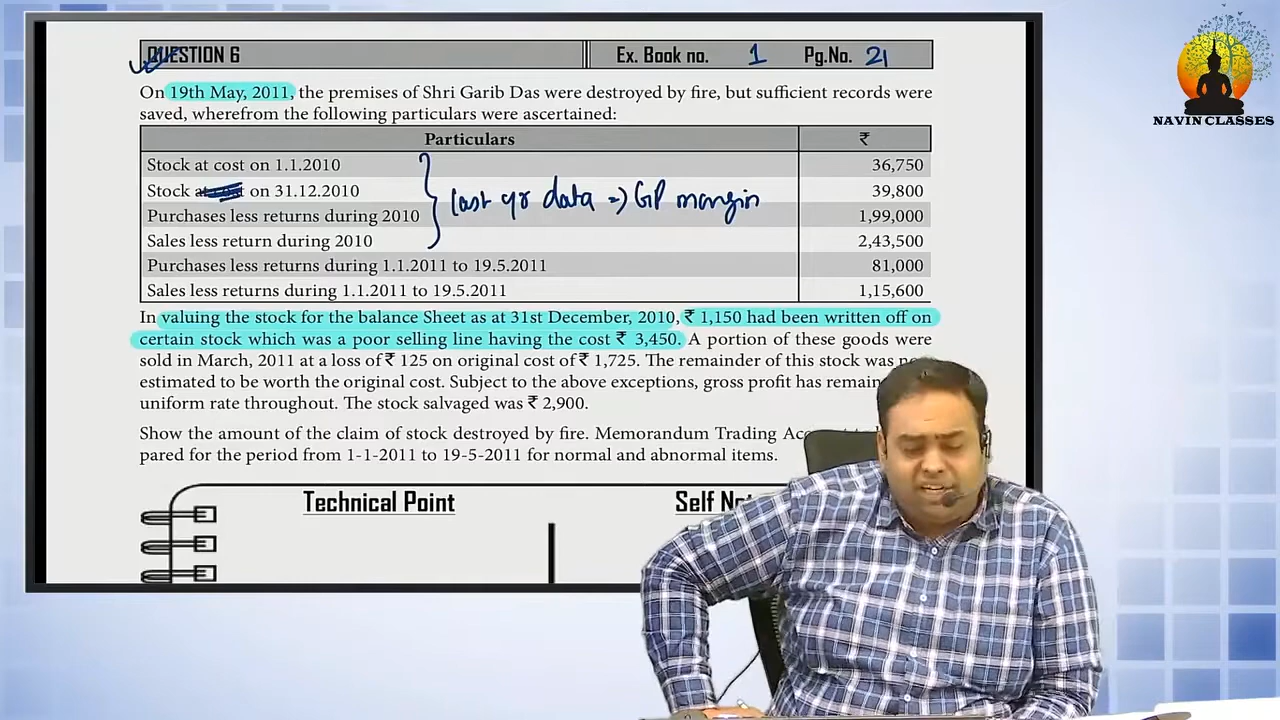 QUESTION 6 Ex. Book no. 1 Pg.No. 21
NAVIN CLASSES
On 19th May, 2011, the premises of Shri Garib Das were destroyed by fire, but sufficient records were
saved, wherefrom the following particulars were ascertained:
Particulars ₹
Stock at cost on 1.1.2010 36,750
Stock at cost on 31.12.2010 39,800
last yr data => GP margin
Purchases less returns during 2010 1,99,000
Sales less return during 2010 2,43,500
Purchases less returns during 1.1.2011 to 19.5.2011 81,000
Sales less returns during 1.1.2011 to 19.5.2011 1,15,600
In valuing the stock for the balance Sheet as at 31st December, 2010, ₹ 1,150 had been written off on
certain stock which was a poor selling line having the cost ₹ 3,450. A portion of these goods were
sold in March, 2011 at a loss of ₹ 125 on original cost of ₹ 1,725. The remainder of this stock was
estimated to be worth the original cost. Subject to the above exceptions, gross profit has
uniform rate throughout. The stock salvaged was ₹ 2,900.
Show the amount of the claim of stock destroyed by fire. Memorandum Trading
pared for the period from 1-1-2011 to 19-5-2011 for normal and abnormal items.
Technical Point Self